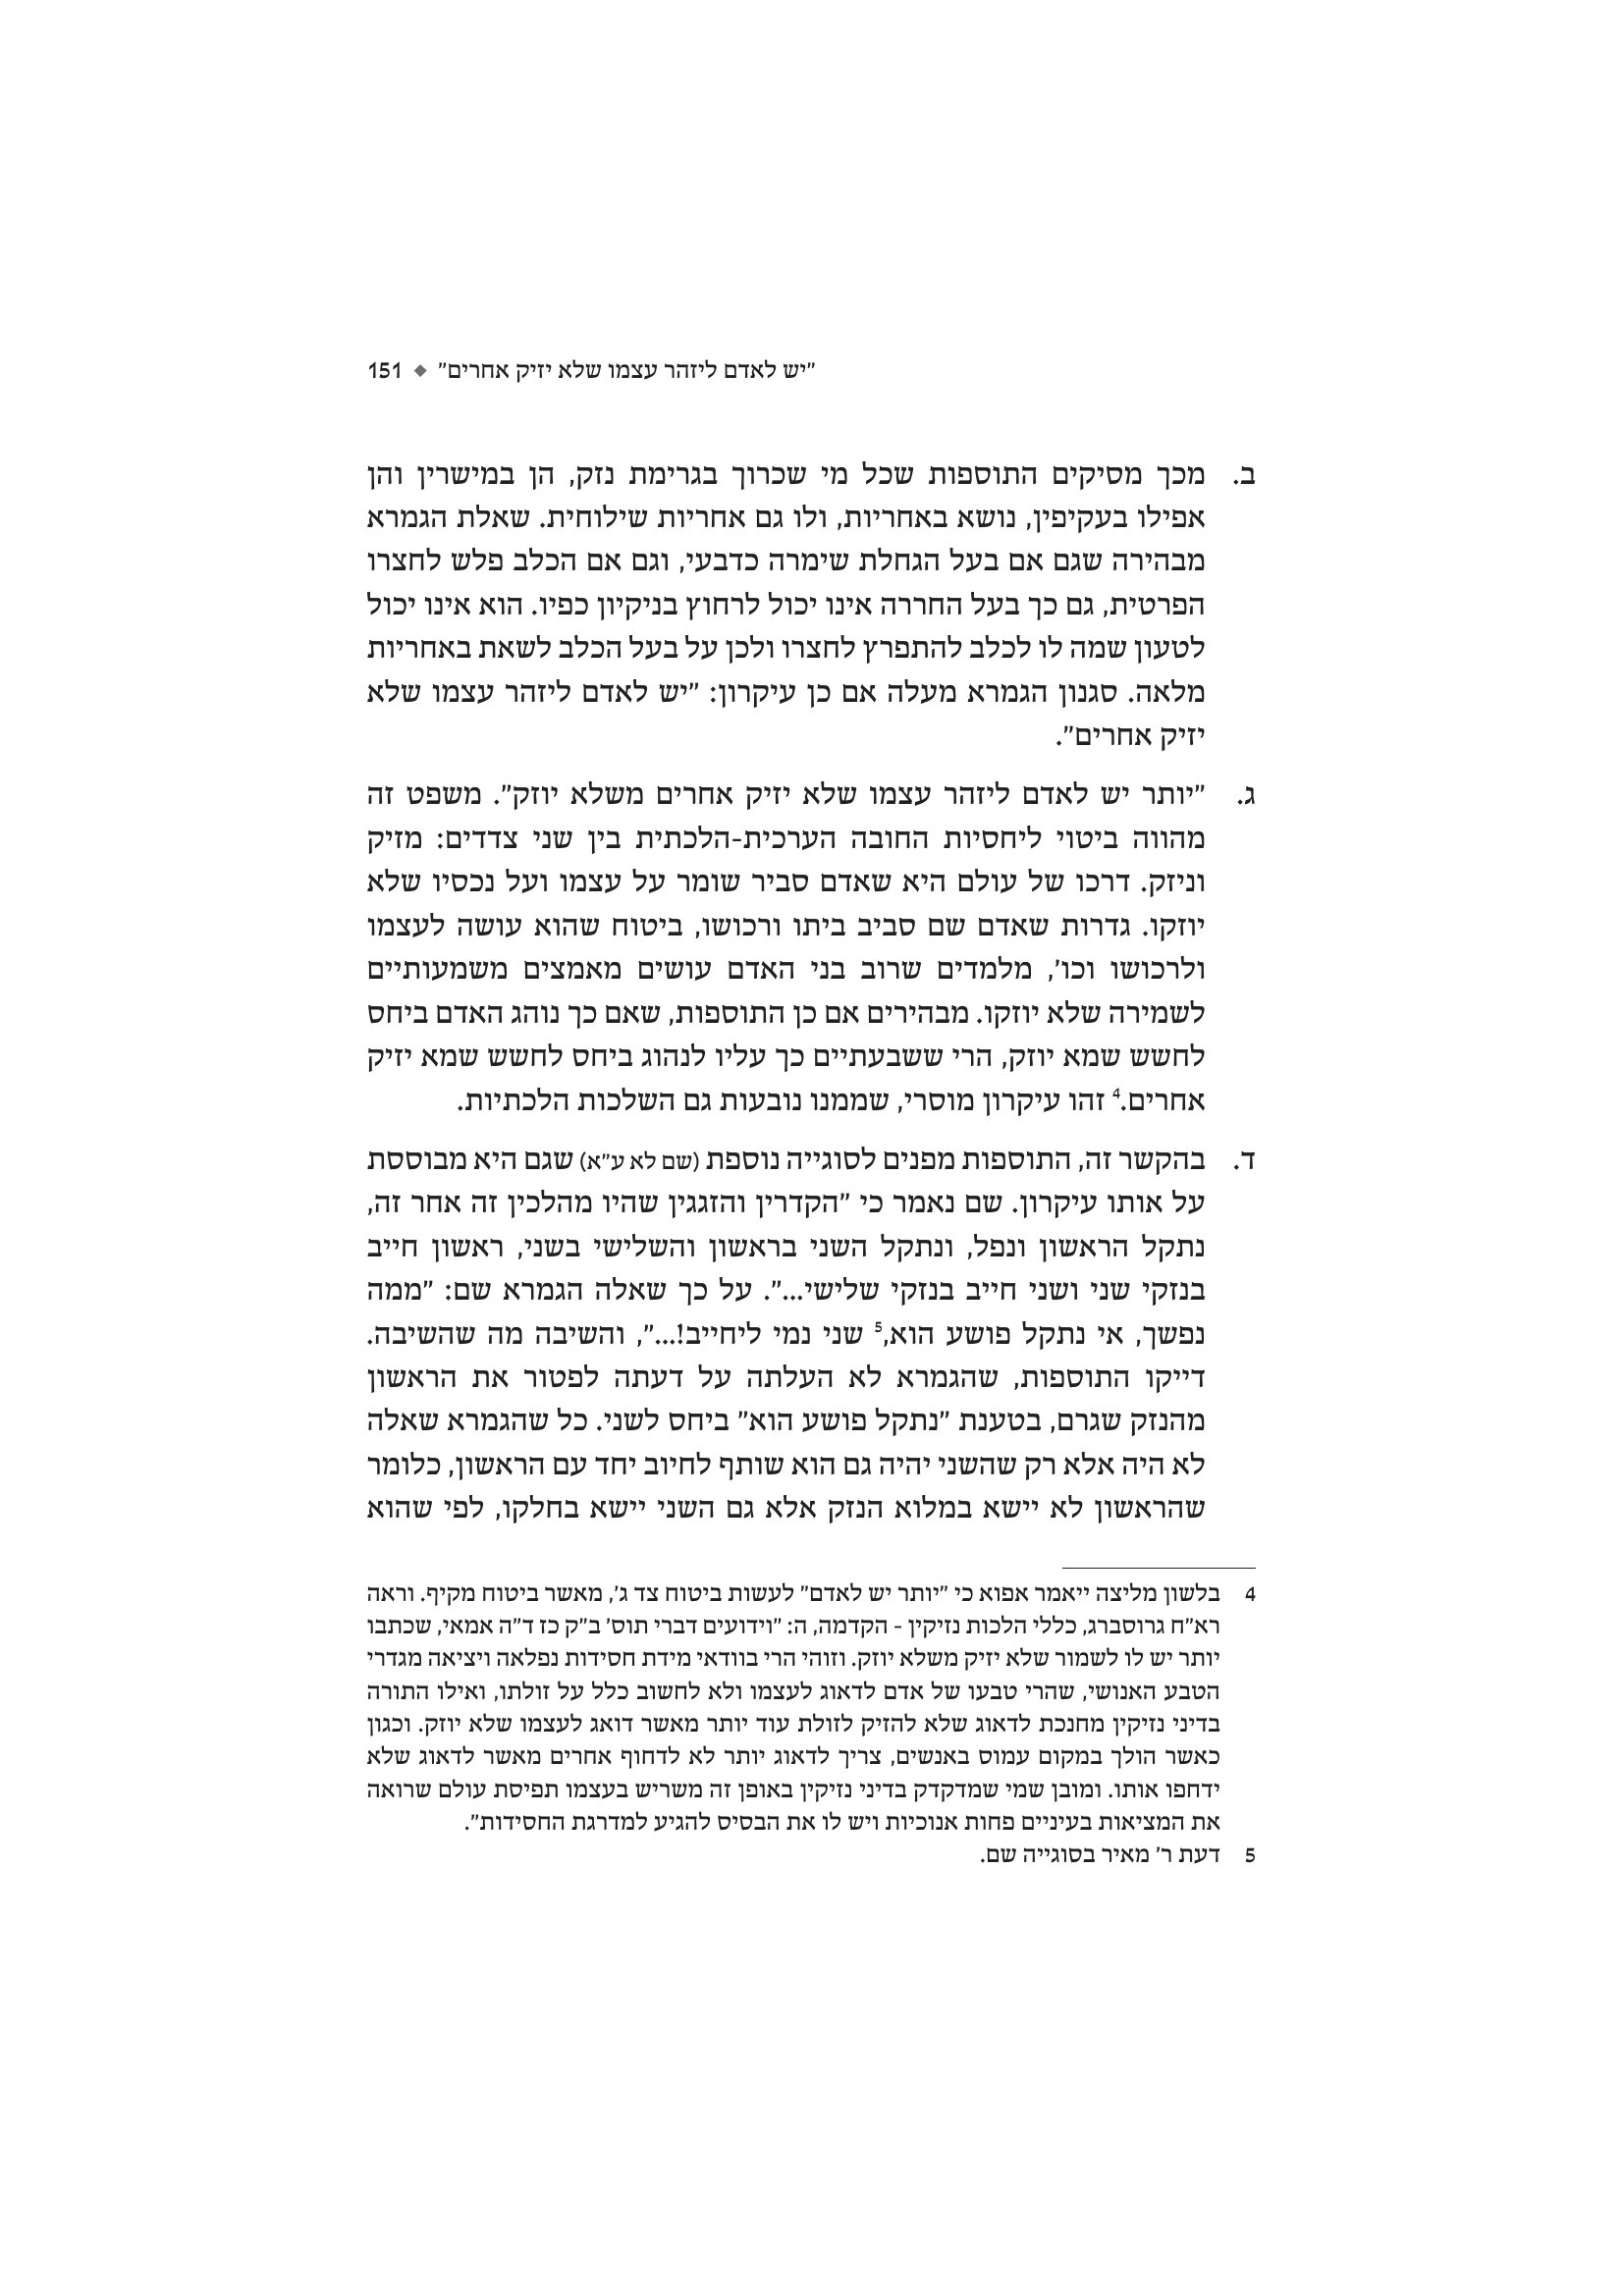 "יש לאדם ליזהר עצמו שלא יזיק אחרים" ◆ 151
ב. מכך מסיקים התוספות שכל מי שכרוך בגרימת נזק, הן במישרין והן
אפילו בעקיפין, נושא באחריות, ולו גם אחריות שילוחית. שאלת הגמרא
מבהירה שגם אם בעל הגחלת שימרה כדבעי, וגם אם הכלב פלש לחצרו
הפרטית, גם כך בעל החררה אינו יכול לרחוץ בניקיון כפיו. הוא אינו יכול
לטעון שמה לו לכלב להתפרץ לחצרו ולכן על בעל הכלב לשאת באחריות
מלאה. סגנון הגמרא מעלה אם כן עיקרון: "יש לאדם ליזהר עצמו שלא
יזיק אחרים".
ג. "יותר יש לאדם ליזהר עצמו שלא יזיק אחרים משלא יוזק". משפט זה
מהווה ביטוי ליחסיות החובה הערכית-הלכתית בין שני צדדים: מזיק
וניזק. דרכו של עולם היא שאדם סביר שומר על עצמו ועל נכסיו שלא
יוזקו. גדרות שאדם שם סביב ביתו ורכושו, ביטוח שהוא עושה לעצמו
ולרכושו וכו', מלמדים שרוב בני האדם עושים מאמצים משמעותיים
לשמירה שלא יוזקו. מבהירים אם כן התוספות, שאם כך נוהג האדם ביחס
לחשש שמא יוזק, הרי ששבעתיים כך עליו לנהוג ביחס לחשש שמא יזיק
אחרים.4 זהו עיקרון מוסרי, שממנו נובעות גם השלכות הלכתיות.
ד. בהקשר זה, התוספות מפנים לסוגייה נוספת (שם לא ע"א) שגם היא מבוססת
על אותו עיקרון. שם נאמר כי "הקדרין והזגגין שהיו מהלכין זה אחר זה,
נתקל הראשון ונפל, ונתקל השני בראשון והשלישי בשני, ראשון חייב
בנזקי שני ושני חייב בנזקי שלישי...". על כך שאלה הגמרא שם: "ממה
נפשך, אי נתקל פושע הוא,5 שני נמי ליחייב!...", והשיבה מה שהשיבה.
דייקו התוספות, שהגמרא לא העלתה על דעתה לפטור את הראשון
מהנזק שגרם, בטענת "נתקל פושע הוא" ביחס לשני. כל שהגמרא שאלה
לא היה אלא רק שהשני יהיה גם הוא שותף לחיוב יחד עם הראשון, כלומר
שהראשון לא יישא במלוא הנזק אלא גם השני יישא בחלקו, לפי שהוא
4 בלשון מליצה ייאמר אפוא כי "יותר יש לאדם" לעשות ביטוח צד ג', מאשר ביטוח מקיף. וראה
רא"ח גרוסברג, כללי הלכות נזיקין - הקדמה, ה: "וידועים דברי תוס' ב"ק כז ד"ה אמאי, שכתבו
יותר יש לו לשמור שלא יזיק משלא יוזק. וזוהי הרי בוודאי מידת חסידות נפלאה ויציאה מגדרי
הטבע האנושי, שהרי טבעו של אדם לדאוג לעצמו ולא לחשוב כלל על זולתו, ואילו התורה
בדיני נזיקין מחנכת לדאוג שלא להזיק לזולת עוד יותר מאשר דואג לעצמו שלא יוזק. וכגון
כאשר הולך במקום עמוס באנשים, צריך לדאוג יותר לא לדחוף אחרים מאשר לדאוג שלא
ידחפו אותו. ומובן שמי שמדקדק בדיני נזיקין באופן זה משריש בעצמו תפיסת עולם שרואה
את המציאות בעיניים פחות אנוכיות ויש לו את הבסיס להגיע למדרגת החסידות".
5 דעת ר' מאיר בסוגייה שם.